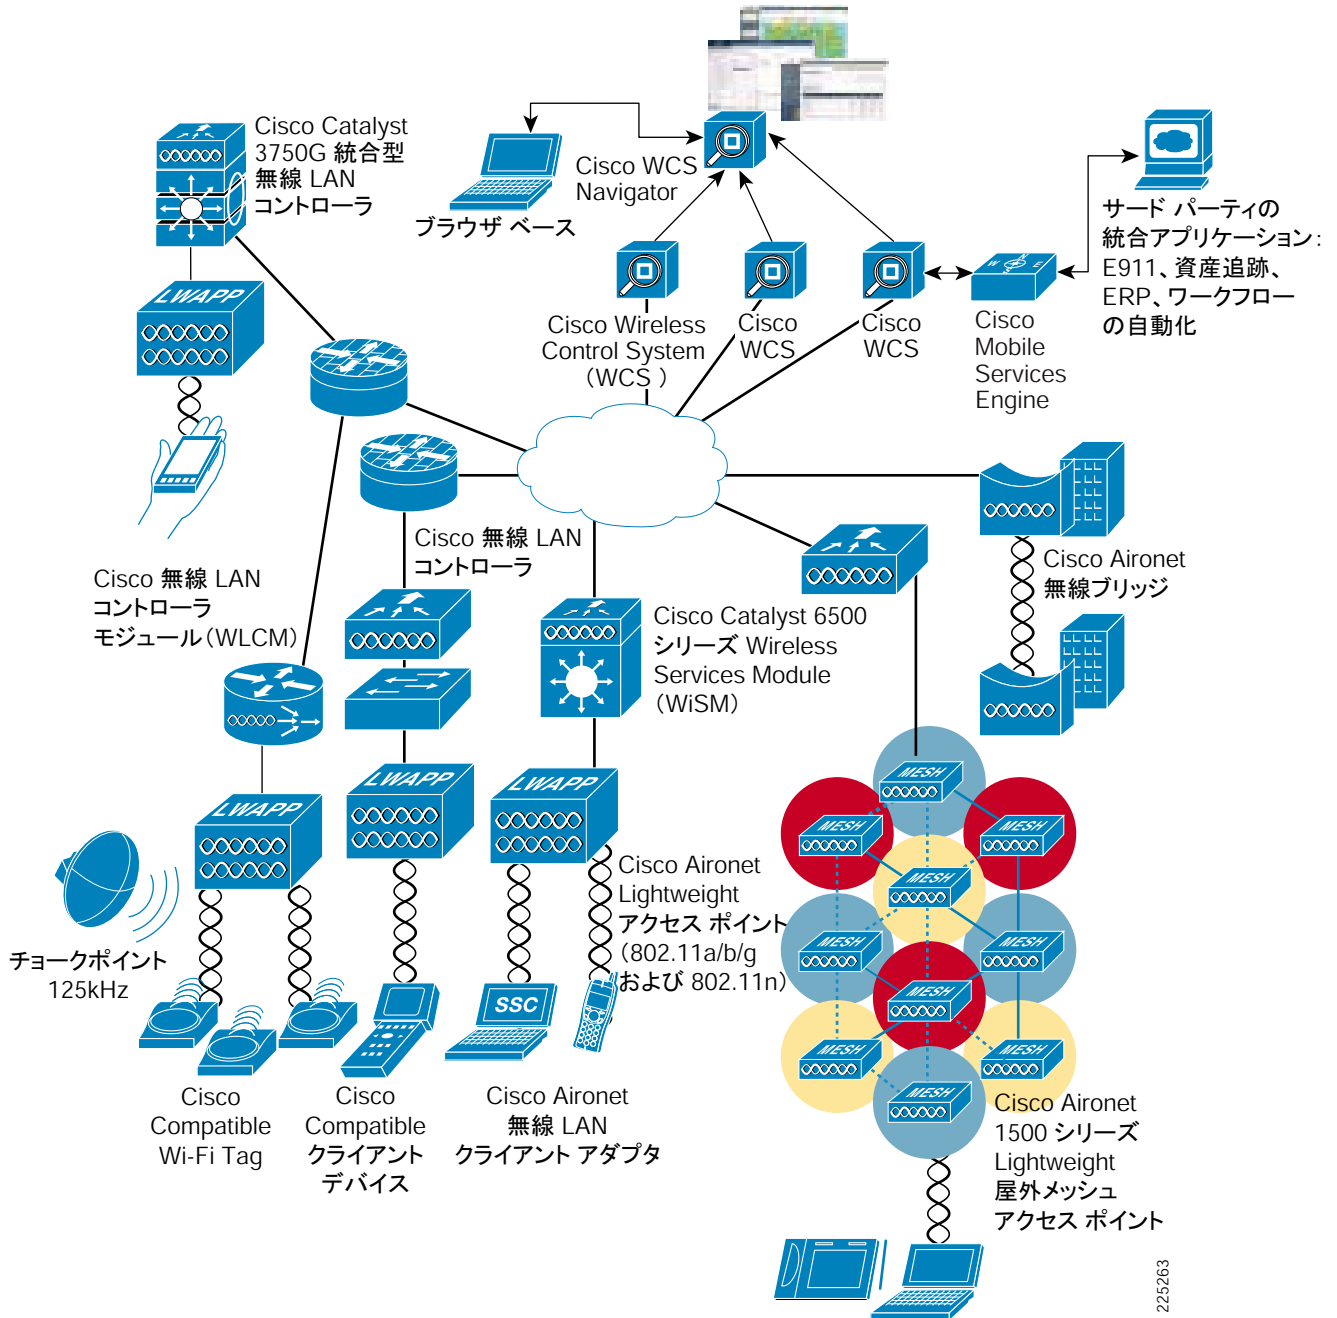 Cisco Catalyst
3750G 統合型
無線 LAN
コントローラ
Cisco WCS
Navigator
ブラウザ ベース
サード パーティの
統合アプリケーション：
E911、資産追跡、
ERP、ワークフロー
の自動化
LWAPP
Cisco Wireless
Control System
（WCS ）
Cisco
WCS
Cisco
WCS
W
S
N
E
Cisco
Mobile
Services
Engine
Cisco 無線 LAN
コントローラ
Cisco 無線 LAN
コントローラ
モジュール（WLCM）
Cisco Aironet
無線ブリッジ
Cisco Catalyst 6500
シリーズ Wireless
Services Module
（WiSM）
LWAPP
LWAPP
LWAPP
MESH
MESH
MESH
MESH
MESH
MESH
MESH
MESH
MESH
MESH
Cisco Aironet
Lightweight
アクセス ポイント
（802.11a/b/g
および 802.11n）
チョークポイント
125kHz
SSC
Cisco
Compatible
Wi-Fi Tag
Cisco
Compatible
クライアント
デバイス
Cisco Aironet
無線 LAN
クライアント アダプタ
Cisco Aironet
1500 シリーズ
Lightweight
屋外メッシュ
アクセス ポイント
225263